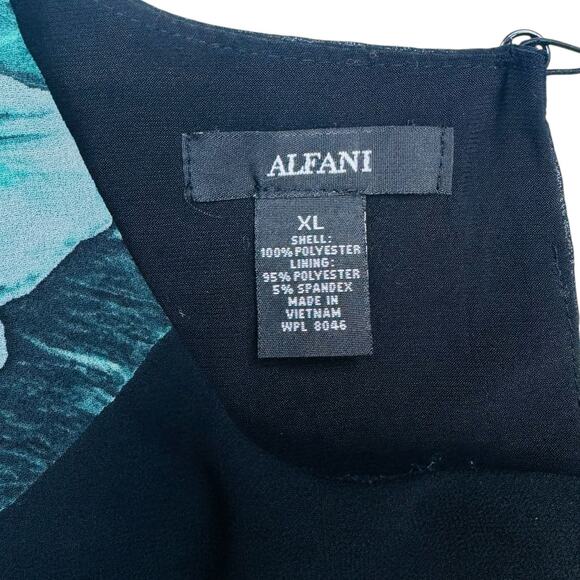 ALFANI
XL
SHELL:
100% POLYESTER
LINING:
95% POLYESTER
5% SPANDEX
MADE IN
VIETNAM
WPL 8046